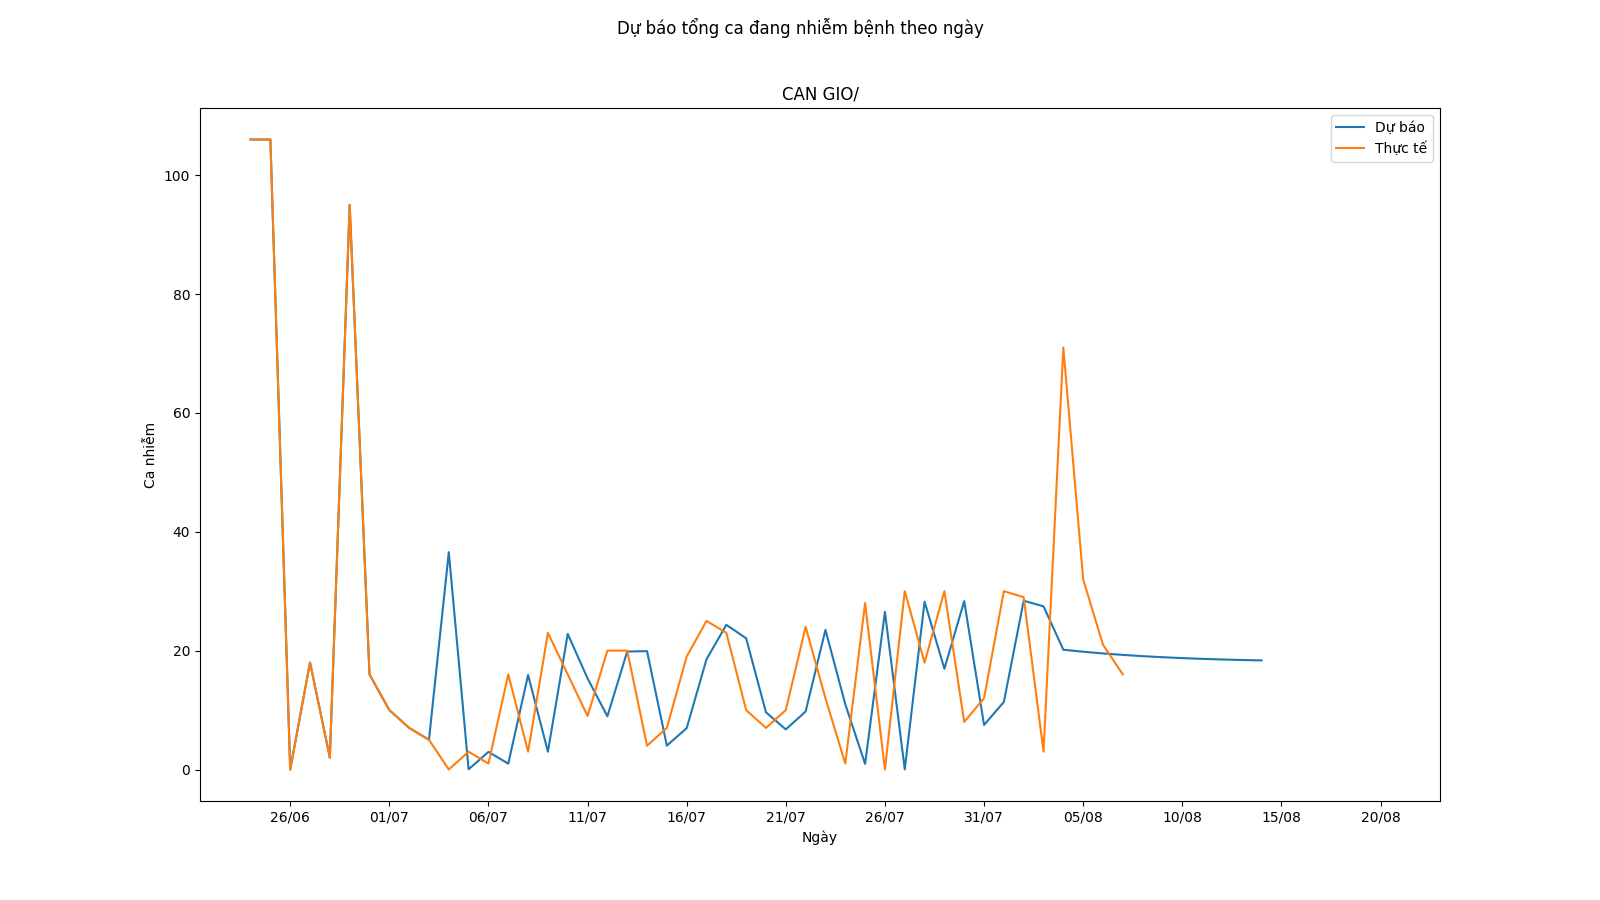 Dự báo tổng ca đang nhiễm bệnh theo ngày
CAN GIO/
Dự báo
Thực tế
100
80
60
40
20
0
Ca nhiễm
26/06 01/07 06/07 11/07 16/07 21/07 26/07 31/07 05/08 10/08 15/08 20/08
Ngày